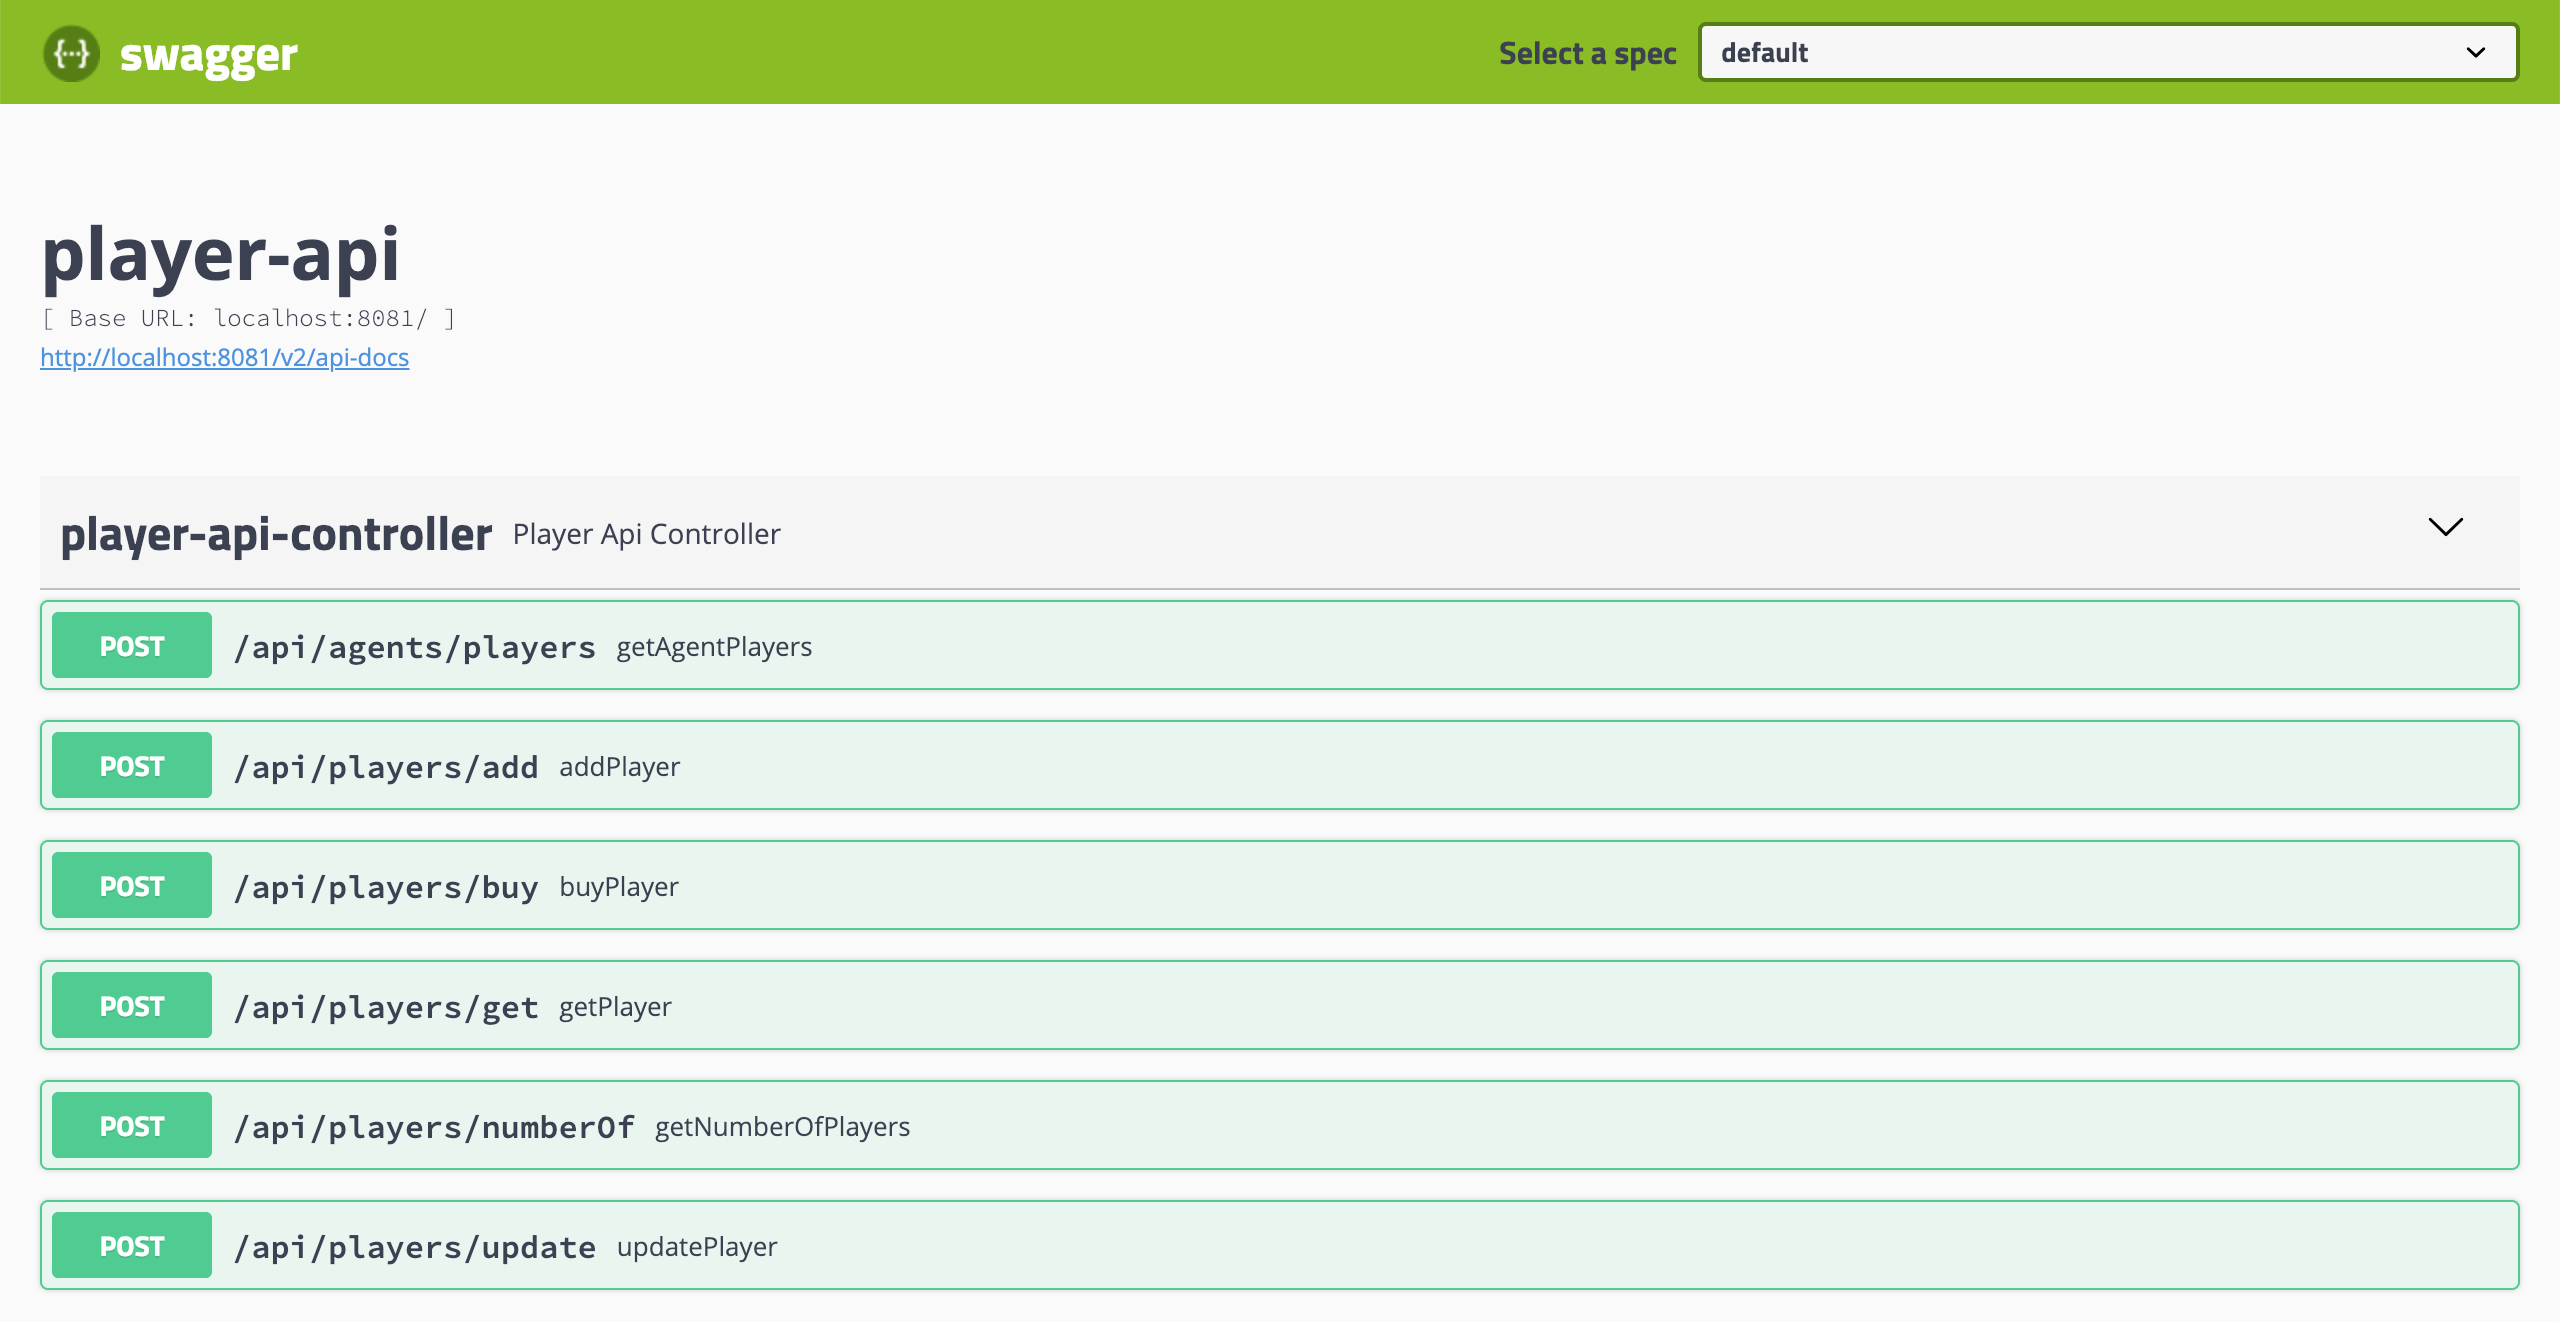 {···} swagger
Select a spec default
player-api
[ Base URL: localhost:8081/ ]
http://localhost:8081/v2/api-docs
player-api-controller Player Api Controller
POST /api/agents/players getAgentPlayers
POST /api/players/add addPlayer
POST /api/players/buy buyPlayer
POST /api/players/get getPlayer
POST /api/players/numberOf getNumberOfPlayers
POST /api/players/update updatePlayer